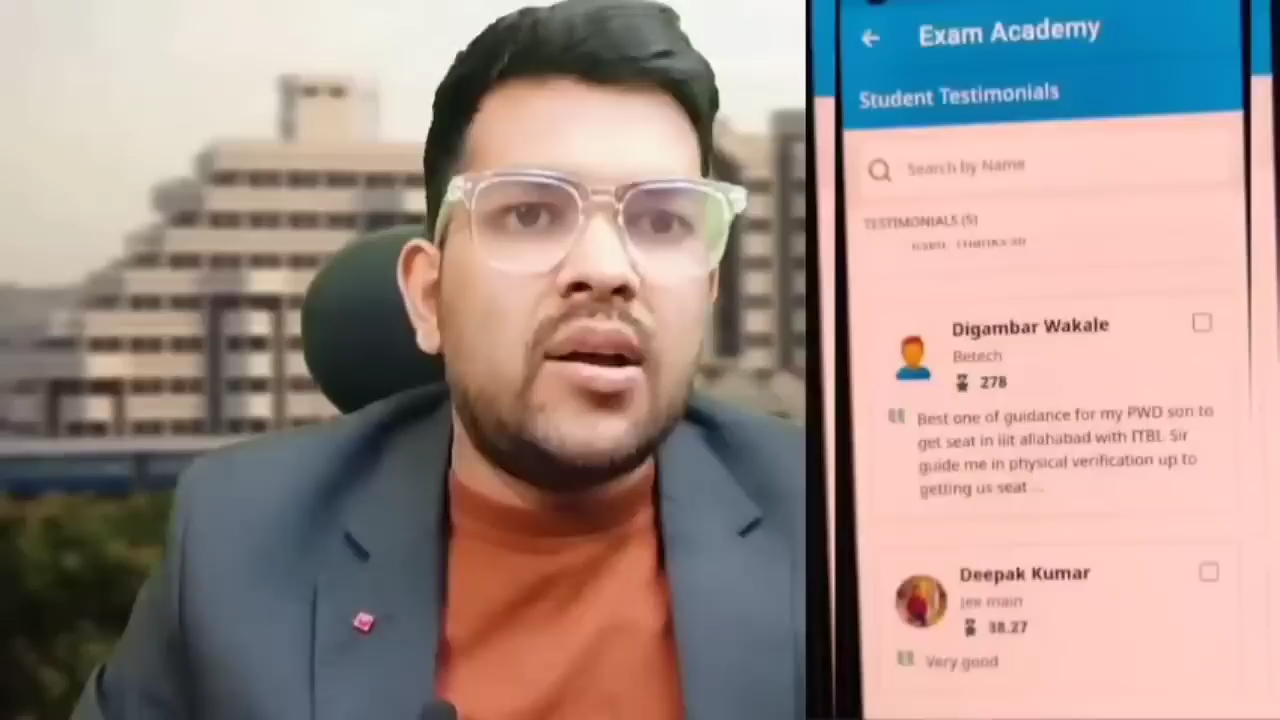 Exam Academy
Student Testimonials
Search by Name
TESTIMONIALS (5)
Digambar Wakale
Betech
278
Best one of guidance for my PWD son to
get seat in iiit allahabad with ITBI. Sir
guide me in physical verification up to
getting us seat ...
Deepak Kumar
Jee main
38.27
Very good